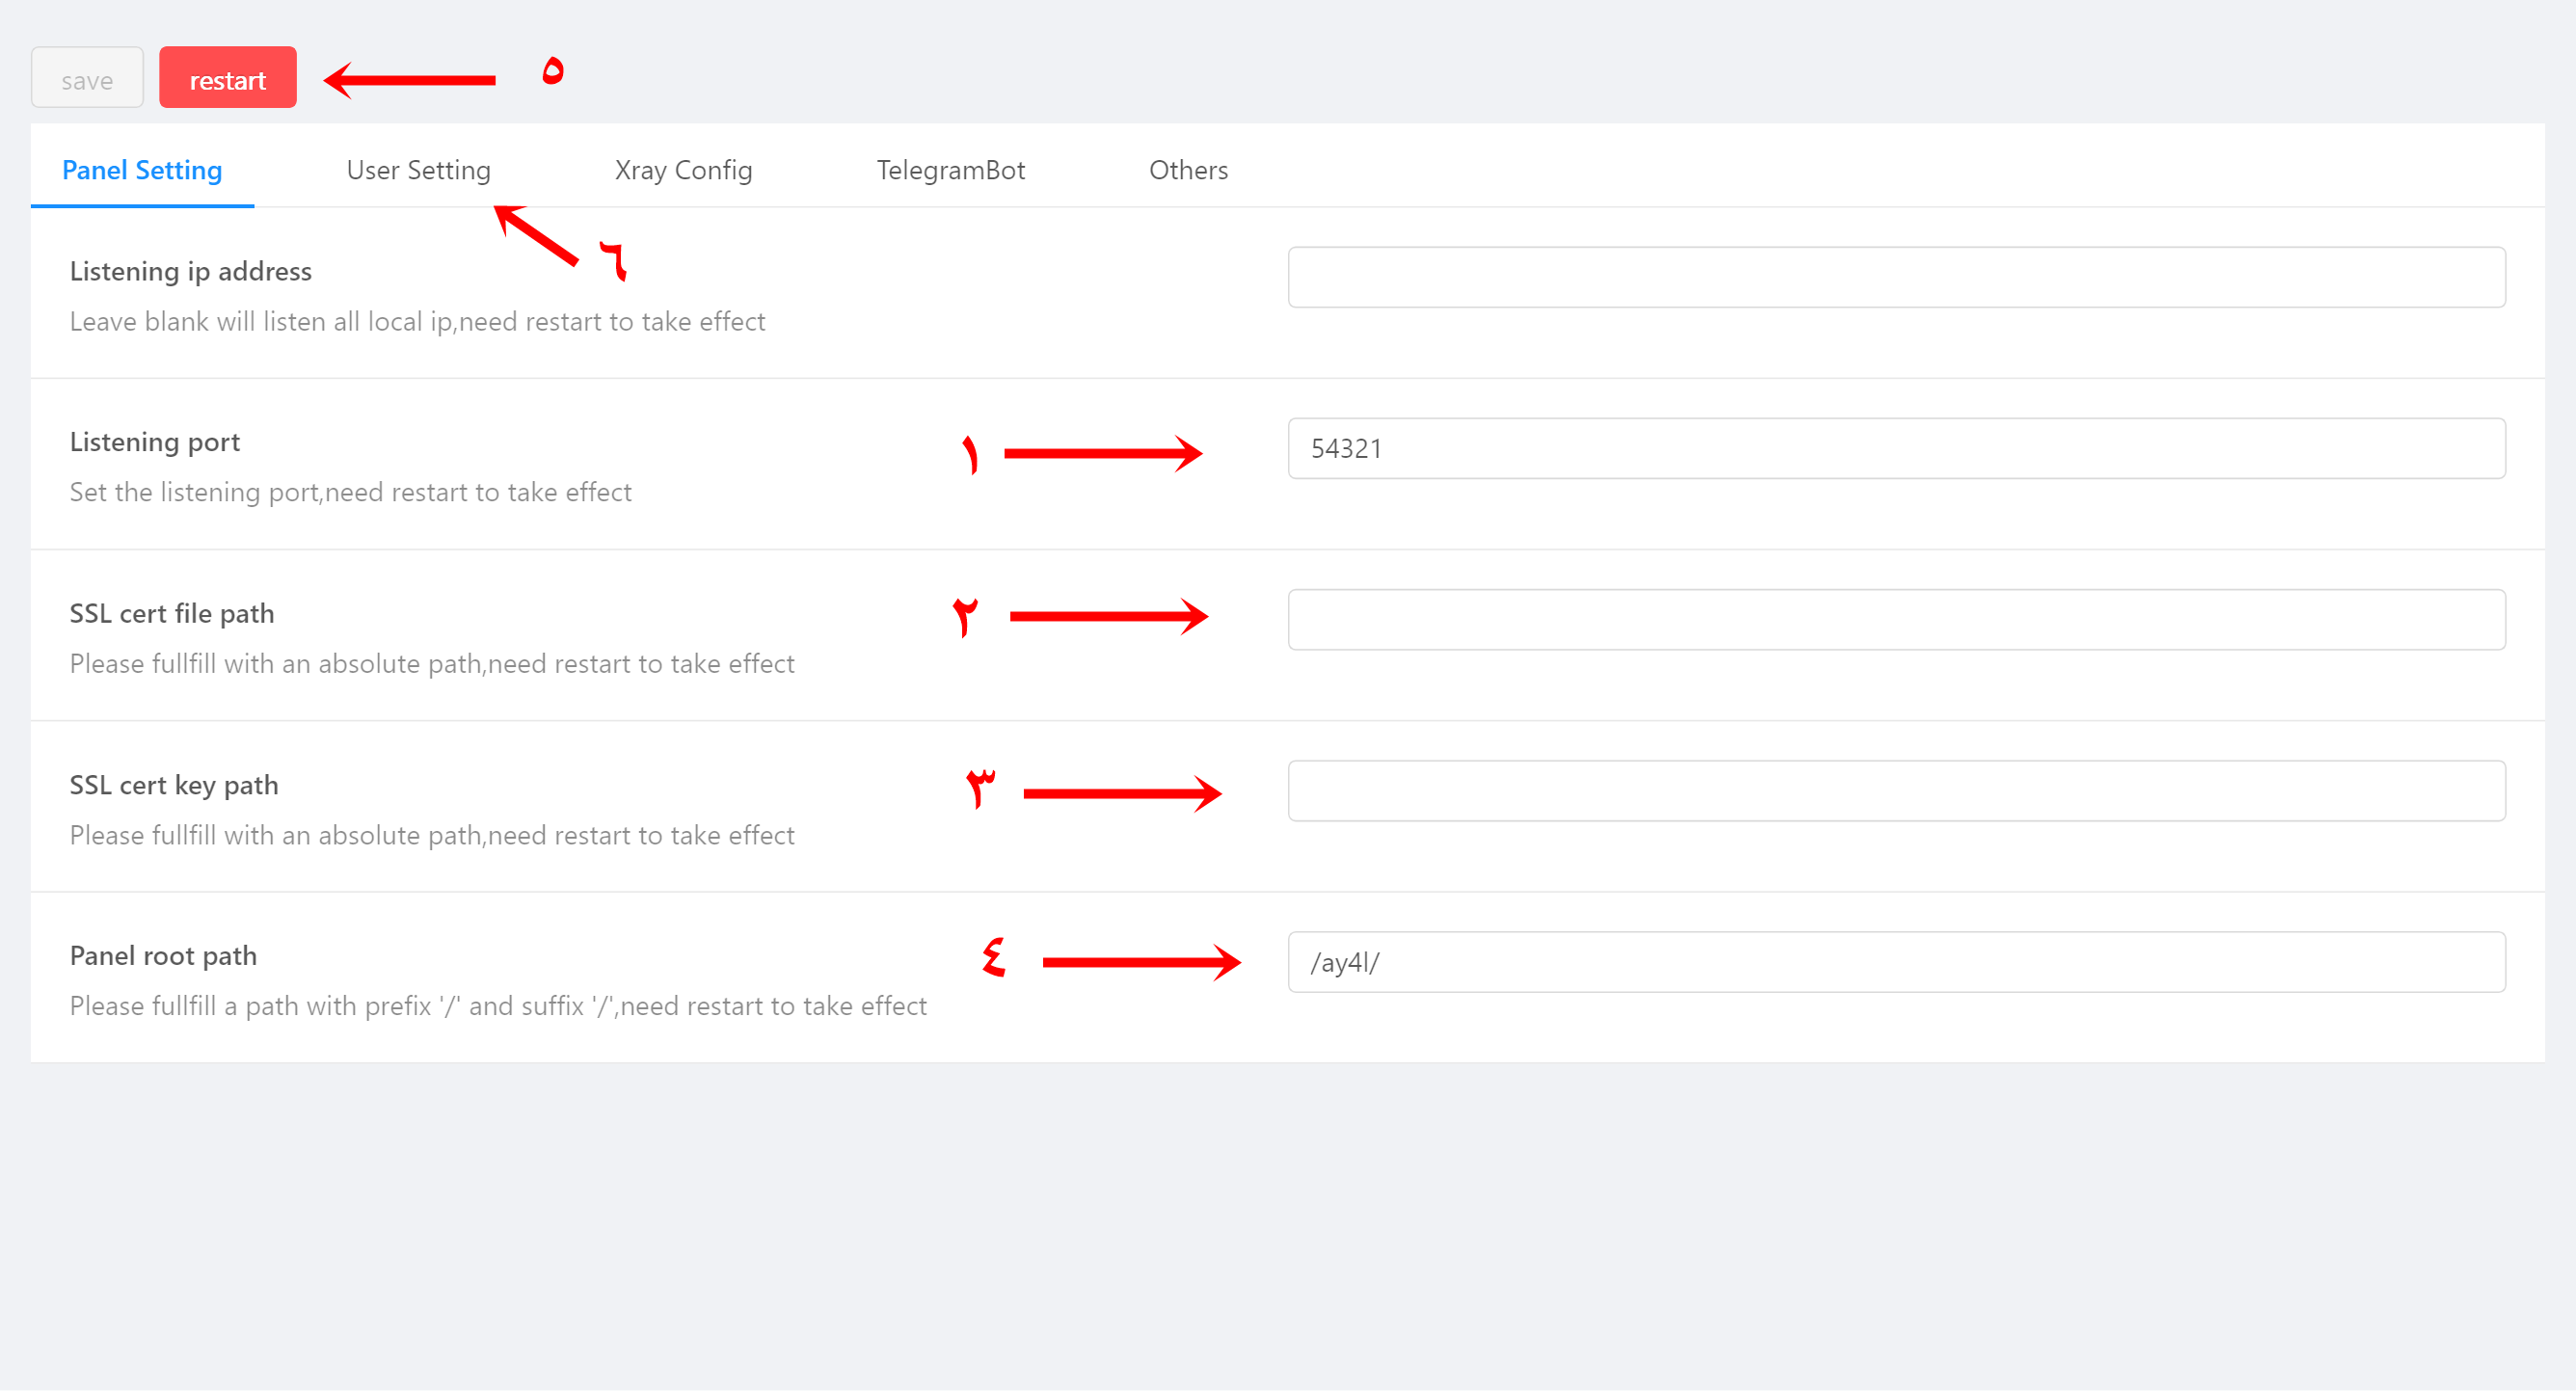 save restart ٥
Panel Setting User Setting Xray Config TelegramBot Others
٦
Listening ip address
Leave blank will listen all local ip,need restart to take effect
Listening port ١ 54321
Set the listening port,need restart to take effect
SSL cert file path ٢
Please fullfill with an absolute path,need restart to take effect
SSL cert key path ٣
Please fullfill with an absolute path,need restart to take effect
Panel root path ٤ /ay4l/
Please fullfill a path with prefix '/' and suffix '/',need restart to take effect